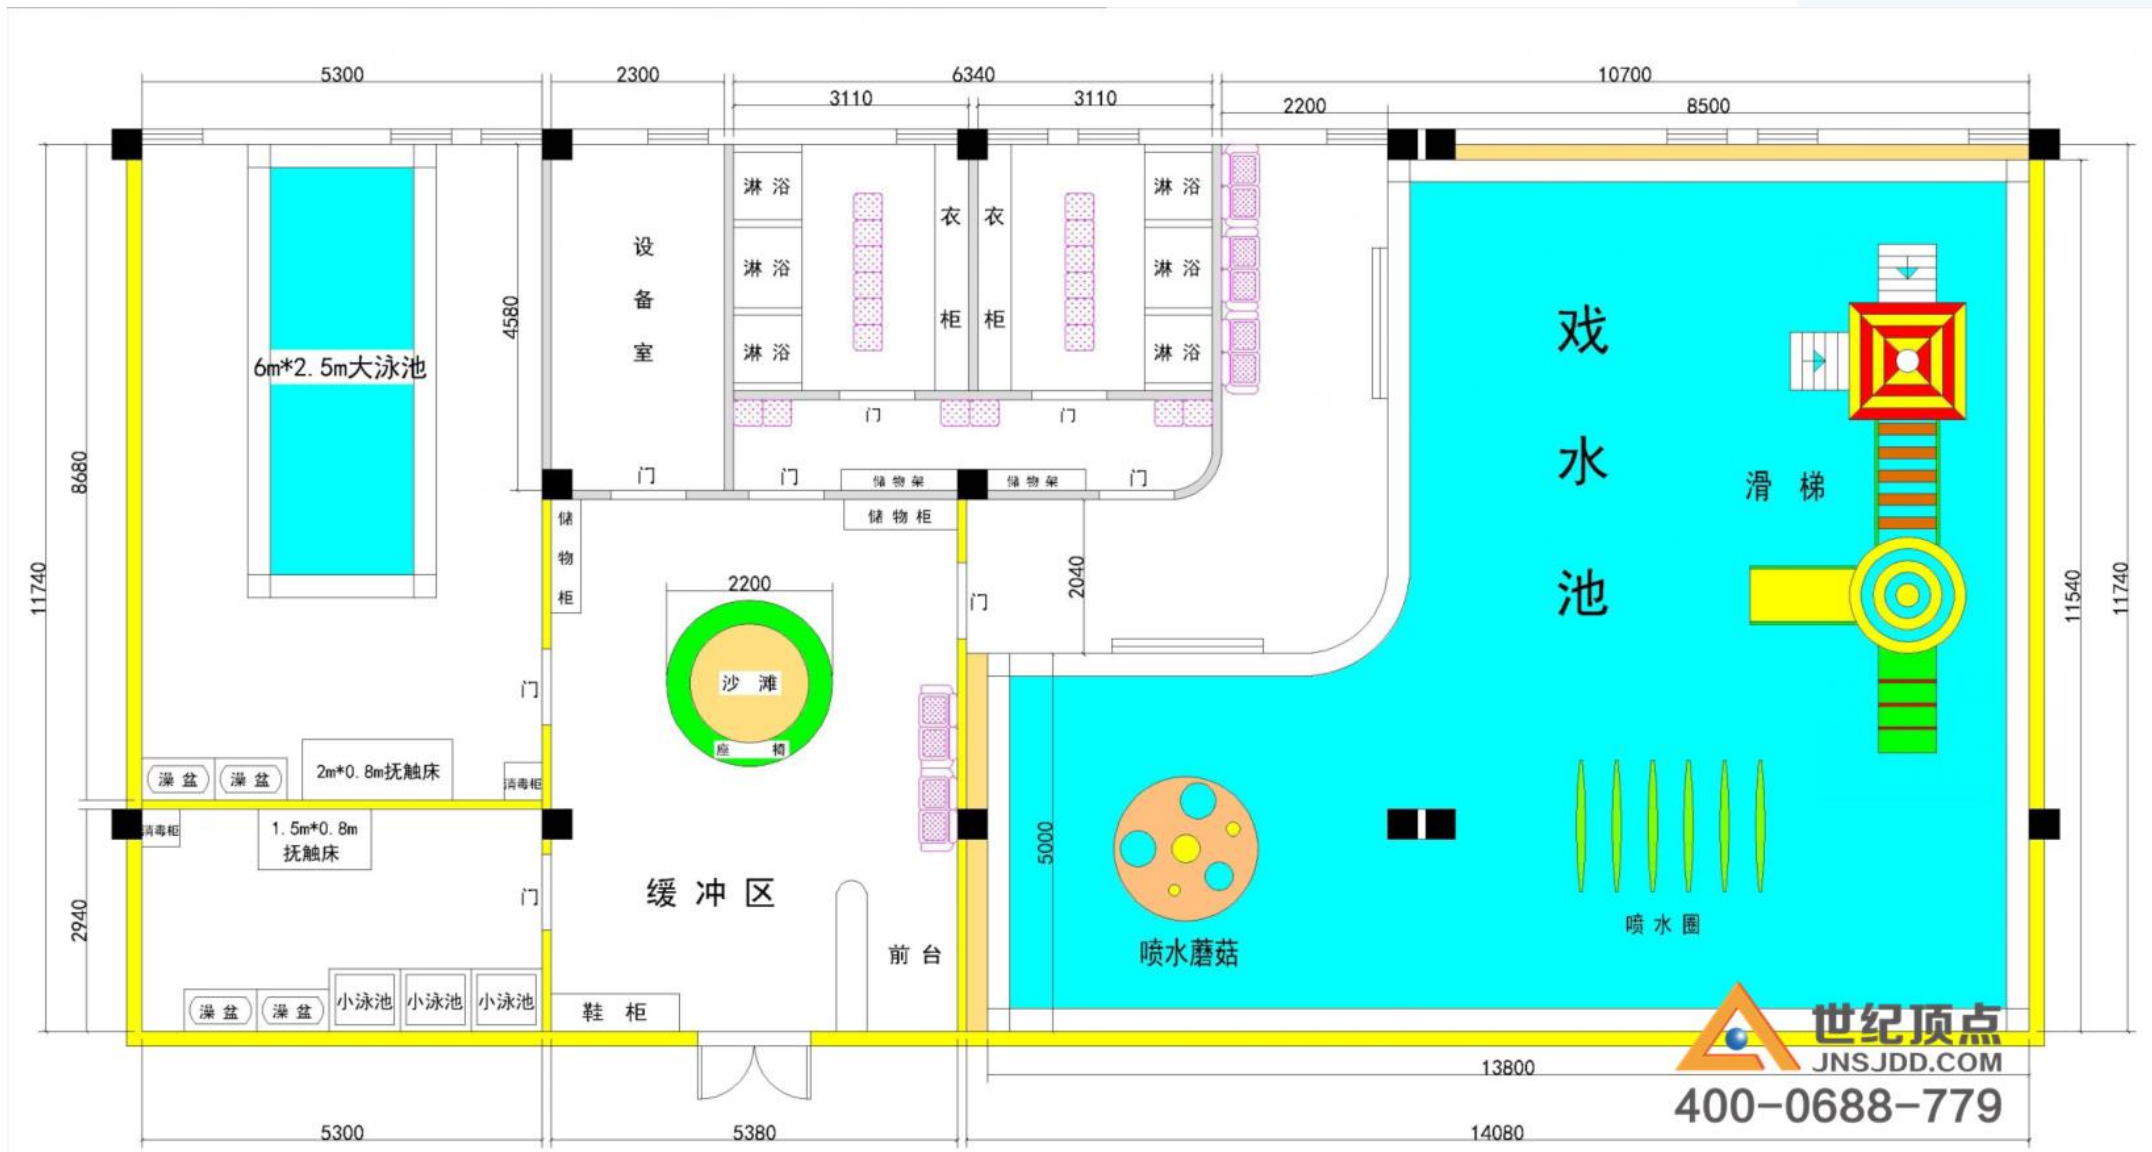 5300
2300
6340
10700
3110
3110
2200
8500
淋 浴
淋 浴
衣
衣
设
备
室
淋 浴
淋 浴
4580
柜
柜
戏
6m*2.5m大泳池
淋 浴
淋 浴
门
门
水
8680
门
门
储 物 架
储 物 架
门
滑 梯
储
物
柜
储 物 柜
11740
2200
门
2040
池
11540
11740
沙 滩
门
座 椅
澡 盆
澡 盆
2m*0.8m抚触床
消毒柜
消毒柜
1.5m*0.8m
抚触床
5000
缓 冲 区
门
2940
喷 水 圈
前 台
喷水蘑菇
澡 盆
澡 盆
小泳池
小泳池
小泳池
鞋 柜
世纪顶点
JNSJDD.COM
13800
400-0688-779
5300
5380
14080